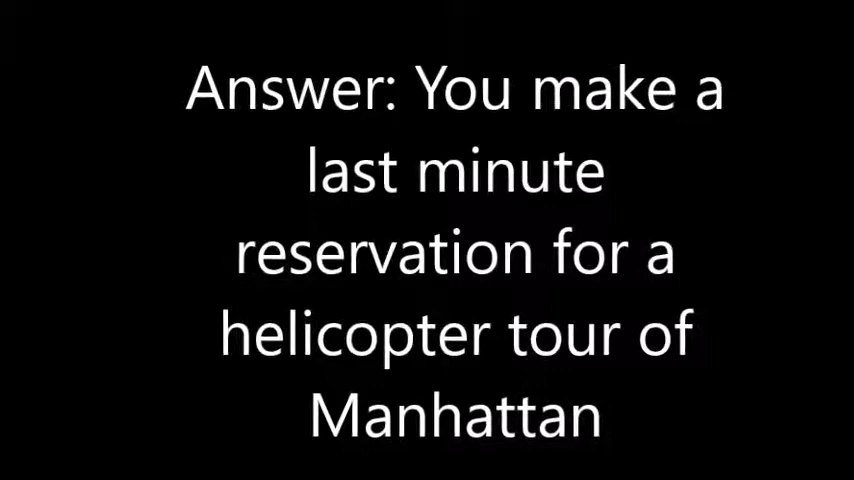 Answer: You make a
last minute
reservation for a
helicopter tour of
Manhattan